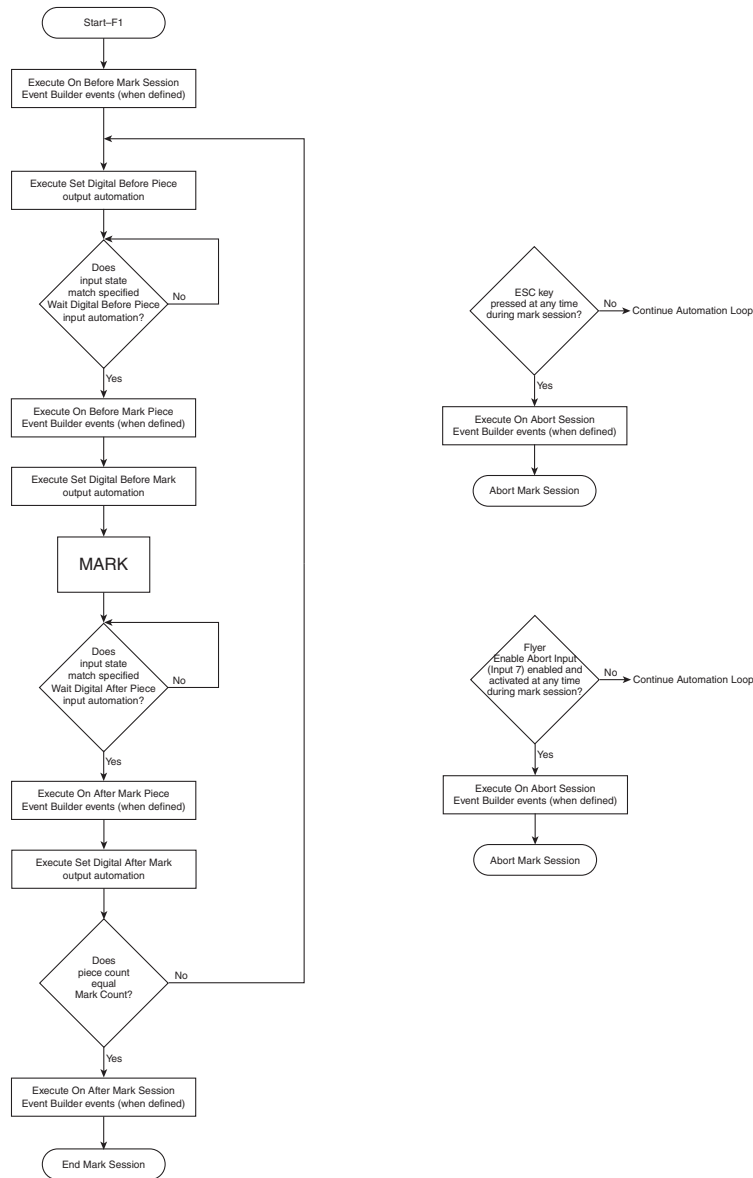 Start–F1
Execute On Before Mark Session
Event Builder events (when defined)
Execute Set Digital Before Piece
output automation
Does
input state
match specified
Wait Digital Before Piece
input automation?
No
Yes
Execute On Before Mark Piece
Event Builder events (when defined)
Execute Set Digital Before Mark
output automation
MARK
Does
input state
match specified
Wait Digital After Piece
input automation?
No
Yes
Execute On After Mark Piece
Event Builder events (when defined)
Execute Set Digital After Mark
output automation
Does
piece count
equal
Mark Count?
No
Yes
Execute On After Mark Session
Event Builder events (when defined)
End Mark Session
ESC key
pressed at any time
during mark session?
No
Continue Automation Loop
Yes
Execute On Abort Session
Event Builder events (when defined)
Abort Mark Session
Flyer
Enable Abort Input
(Input 7) enabled and
activated at any time
during mark session?
No
Continue Automation Loop
Yes
Execute On Abort Session
Event Builder events (when defined)
Abort Mark Session